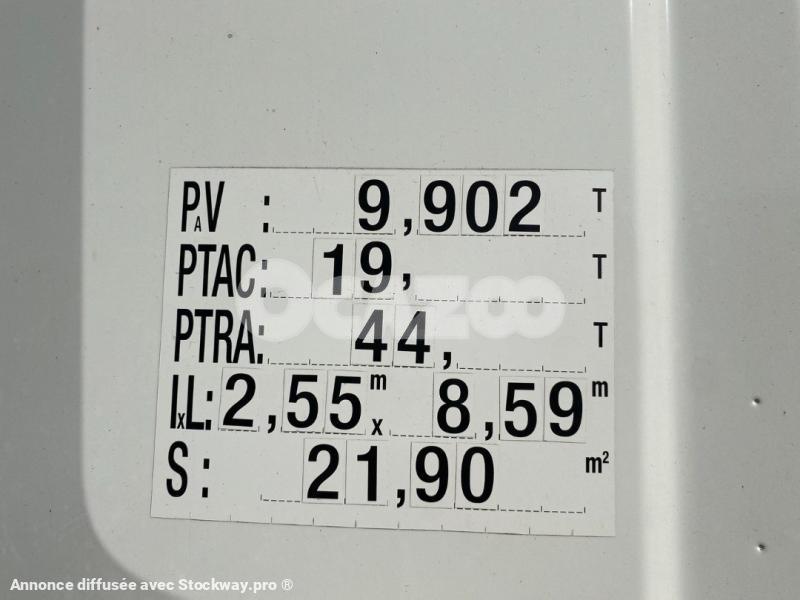 PAV : 9,902 T
PTAC: 19, T
OCAZOO
PTRA: 44, T
lxL: 2,55 m x 8,59 m
S : 21,90 m²
Annonce diffusée avec Stockway.pro ®